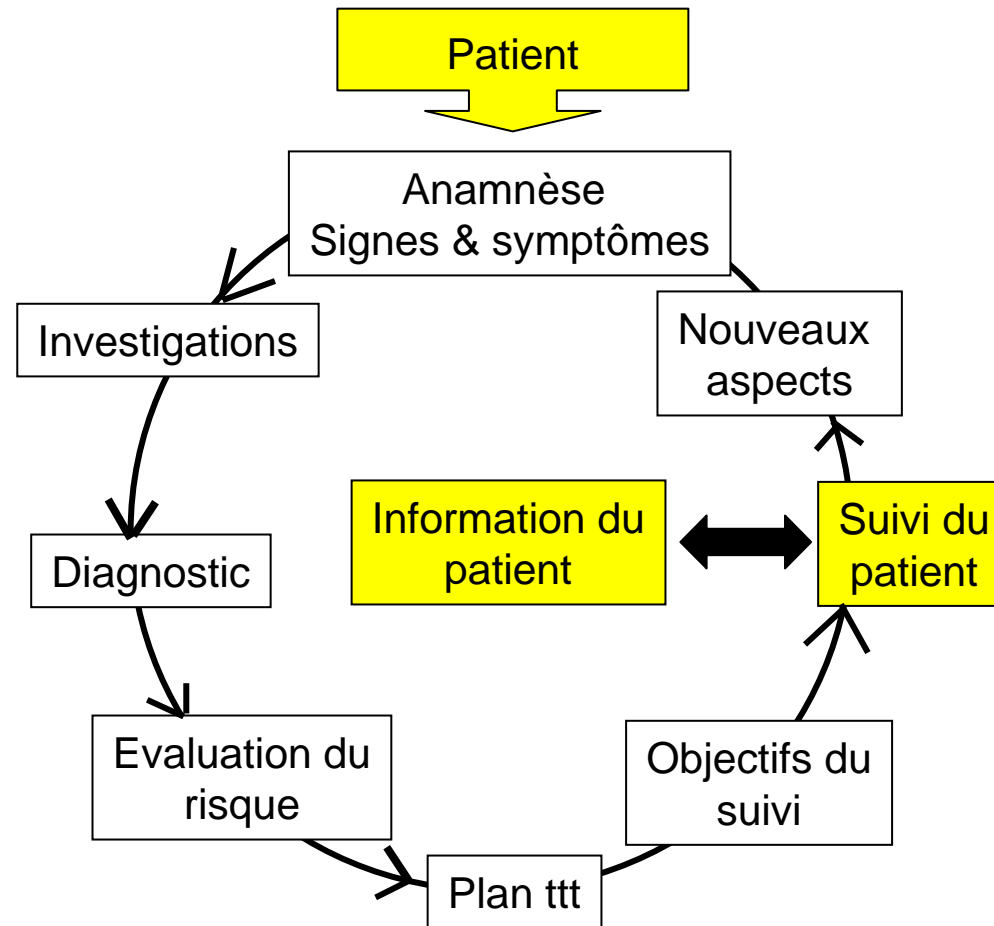 Patient
Anamnèse
Signes & symptômes
Investigations
Nouveaux
aspects
Information du
patient
Suivi du
patient
Diagnostic
Evaluation du
risque
Objectifs du
suivi
Plan ttt